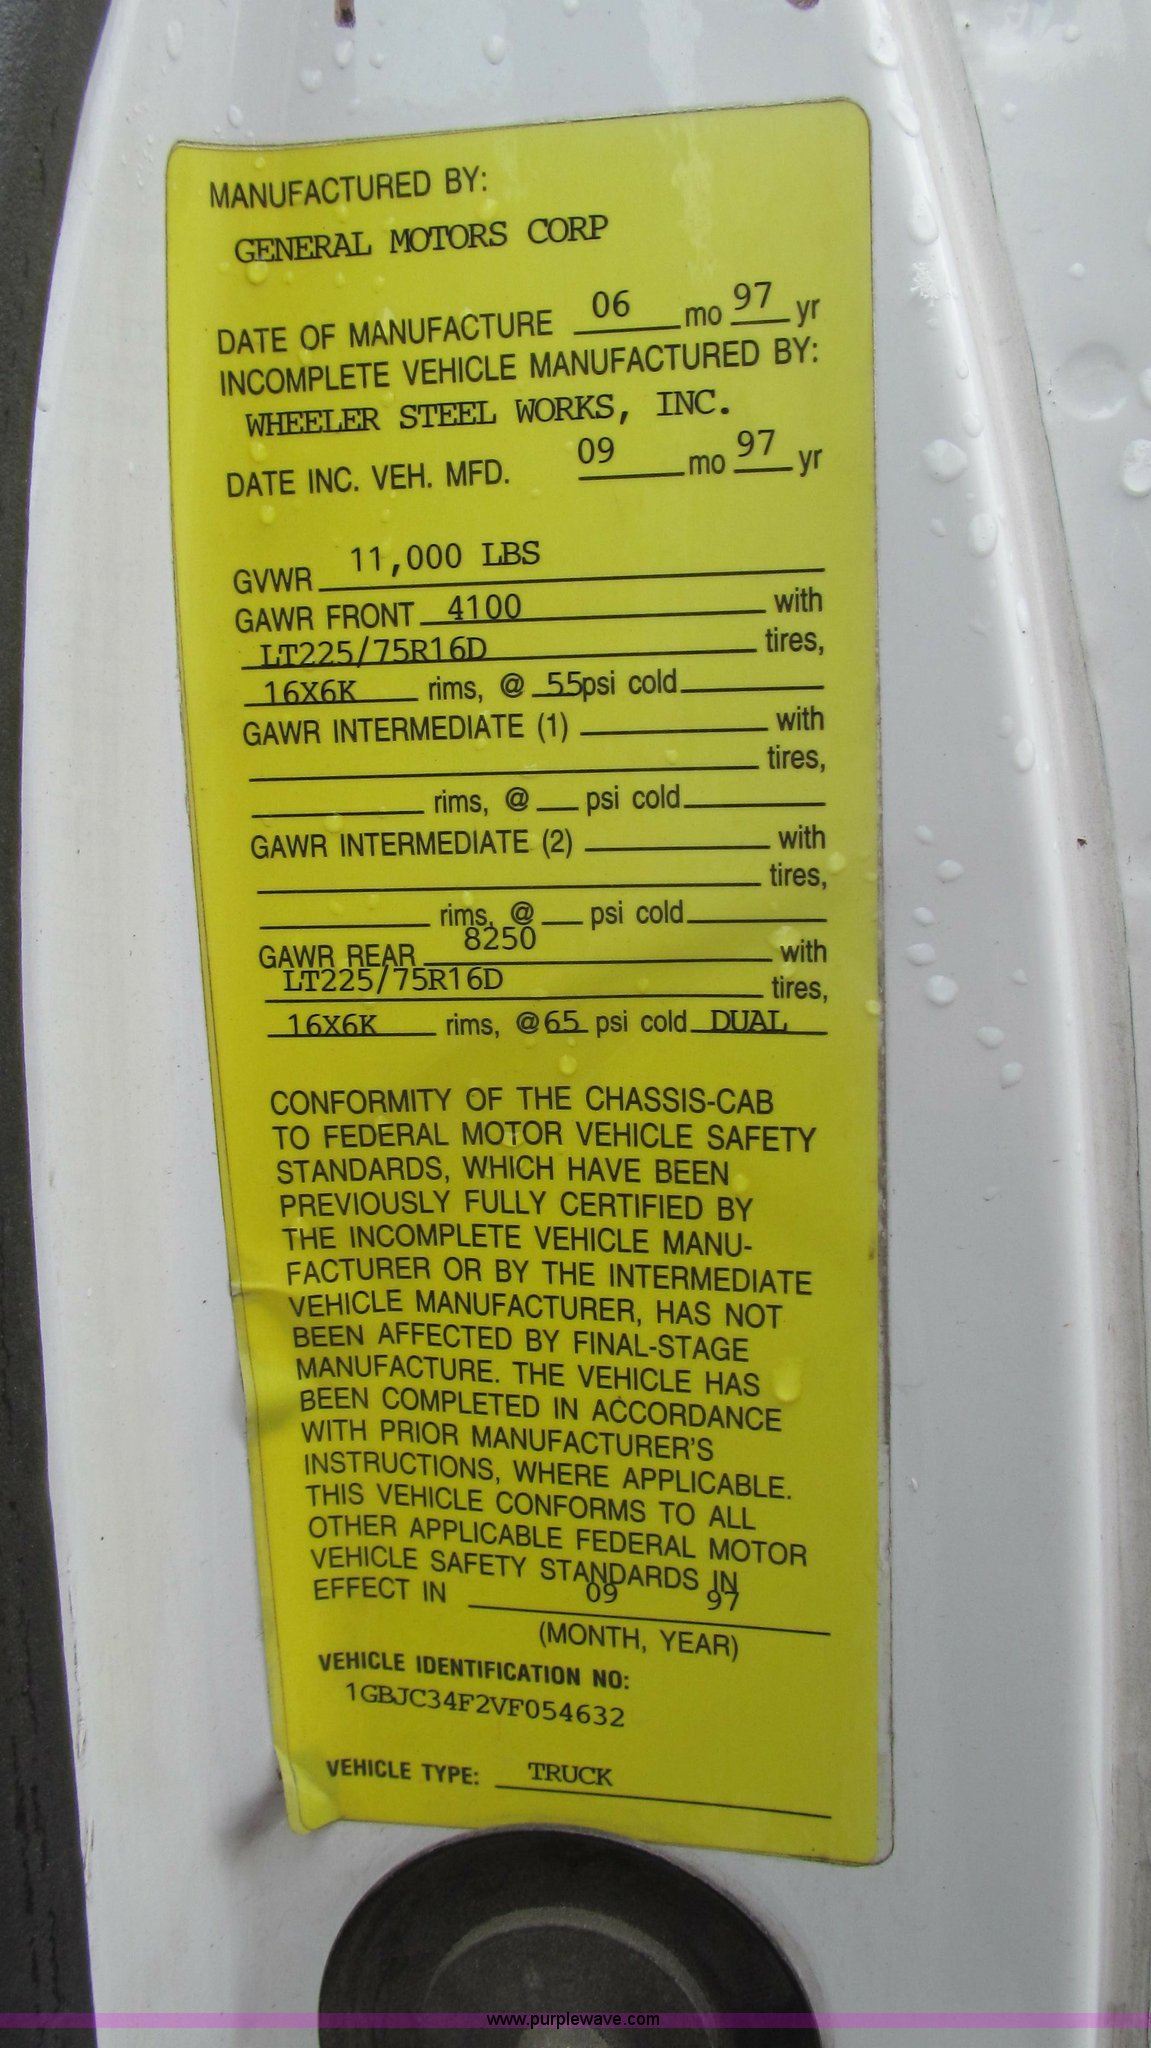 MANUFACTURED BY:
GENERAL MOTORS CORP
DATE OF MANUFACTURE 06 mo 97 yr
INCOMPLETE VEHICLE MANUFACTURED BY:
WHEELER STEEL WORKS, INC.
DATE INC. VEH. MFD. 09 mo 97 yr
GVWR 11,000 LBS
GAWR FRONT 4100 with
LT225/75R16D tires,
16X6K rims, @ 55psi cold
GAWR INTERMEDIATE (1) with
tires,
rims, @ psi cold
GAWR INTERMEDIATE (2) with
tires,
rims, @ psi cold
GAWR REAR 8250 with
LT225/75R16D tires,
16X6K rims, @65 psi cold DUAL
CONFORMITY OF THE CHASSIS-CAB
TO FEDERAL MOTOR VEHICLE SAFETY
STANDARDS, WHICH HAVE BEEN
PREVIOUSLY FULLY CERTIFIED BY
THE INCOMPLETE VEHICLE MANU-
FACTURER OR BY THE INTERMEDIATE
VEHICLE MANUFACTURER, HAS NOT
BEEN AFFECTED BY FINAL-STAGE
MANUFACTURE. THE VEHICLE HAS
BEEN COMPLETED IN ACCORDANCE
WITH PRIOR MANUFACTURER'S
INSTRUCTIONS, WHERE APPLICABLE.
THIS VEHICLE CONFORMS TO ALL
OTHER APPLICABLE FEDERAL MOTOR
VEHICLE SAFETY STANDARDS IN
EFFECT IN 09 97
(MONTH, YEAR)
VEHICLE IDENTIFICATION NO:
1GBJC34F2VF054632
VEHICLE TYPE: TRUCK
www.purplewave.com